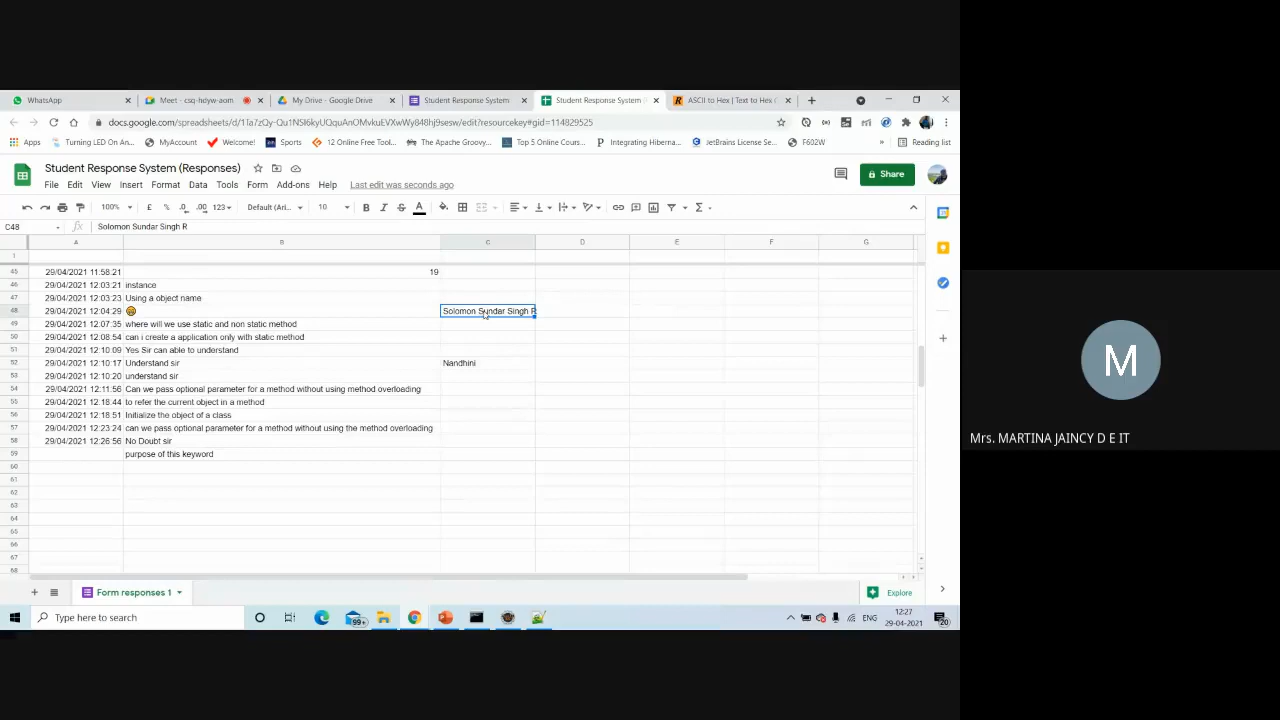 WhatsApp
Meet - csq-hdyw-aom
My Drive - Google Drive
Student Response System
Student Response System (
ASCII to Hex | Text to Hex C
docs.google.com/spreadsheets/d/1Ta7zQy-Qu1NSI6kyUQquAnOMvkuEVXwWy848hj9sesw/edit/resourcekey#gid=114829525
Apps
Turning LED On An...
MyAccount
Welcome!
Sports
12 Online Free Tool...
The Apache Groovy...
Top 5 Online Cours...
Integrating Hiberna...
JetBrains License Se...
F602W
Reading list
Student Response System (Responses)
Share
File Edit View Insert Format Data Tools Form Add-ons Help Last edit was seconds ago
100% £ % .0 .00 123 Default (Ari... 10
C48 fx Solomon Sundar Singh R
A B C D E F G
1
45 29/04/2021 11:58:21 19
46 29/04/2021 12:03:21 instance
47 29/04/2021 12:03:23 Using a object name
48 29/04/2021 12:04:29 Solomon Sundar Singh R
49 29/04/2021 12:07:35 where will we use static and non static method
50 29/04/2021 12:08:54 can i create a application only with static method
51 29/04/2021 12:10:09 Yes Sir can able to understand
52 29/04/2021 12:10:17 Understand sir Nandhini
53 29/04/2021 12:10:20 understand sir
54 29/04/2021 12:11:56 Can we pass optional parameter for a method without using method overloading
55 29/04/2021 12:18:44 to refer the current object in a method
56 29/04/2021 12:18:51 Initialize the object of a class
57 29/04/2021 12:23:24 can we pass optional parameter for a method without using the method overloading
58 29/04/2021 12:26:56 No Doubt sir
59 purpose of this keyword
60
61
62
63
64
65
66
67
68
Form responses 1
Explore
Type here to search
99+
ENG
12:27
29-04-2021
20
M
Mrs. MARTINA JAINCY D E IT